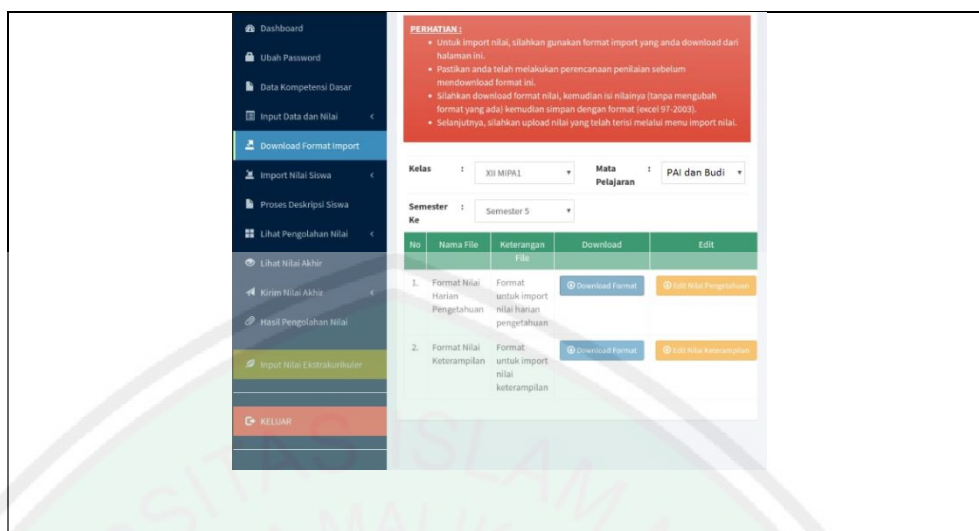 Dashboard
Ubah Password
Data Kompetensi Dasar
Input Data dan Nilai
Download Format Import
Import Nilai Siswa
Proses Deskripsi Siswa
Lihat Pengolahan Nilai
Lihat Nilai Akhir
Kirim Nilai Akhir
Hasil Pengolahan Nilai
Input Nilai Ekstrakurikuler
KELUAR
PERHATIAN :
• Untuk import nilai, silahkan gunakan format import yang anda download dari
halaman ini.
• Pastikan anda telah melakukan perencanaan penilaian sebelum
mendownload format ini.
• Silahkan download format nilai, kemudian isi nilainya (tanpa mengubah
format yang ada) kemudian simpan dengan format (excel 97-2003).
• Selanjutnya, silahkan upload nilai yang telah terisi melalui menu import nilai.
Kelas : XII MIPA1 Mata : PAI dan Budi
Pelajaran
Semester : Semester 5
Ke
No Nama File Keterangan Download Edit
File
1. Format Nilai Format Download Format Edit Nilai Pengetahuan
Harian untuk import
Pengetahuan nilai harian
pengetahuan
2. Format Nilai Format Download Format Edit Nilai Keterampilan
Keterampilan untuk import
nilai
keterampilan